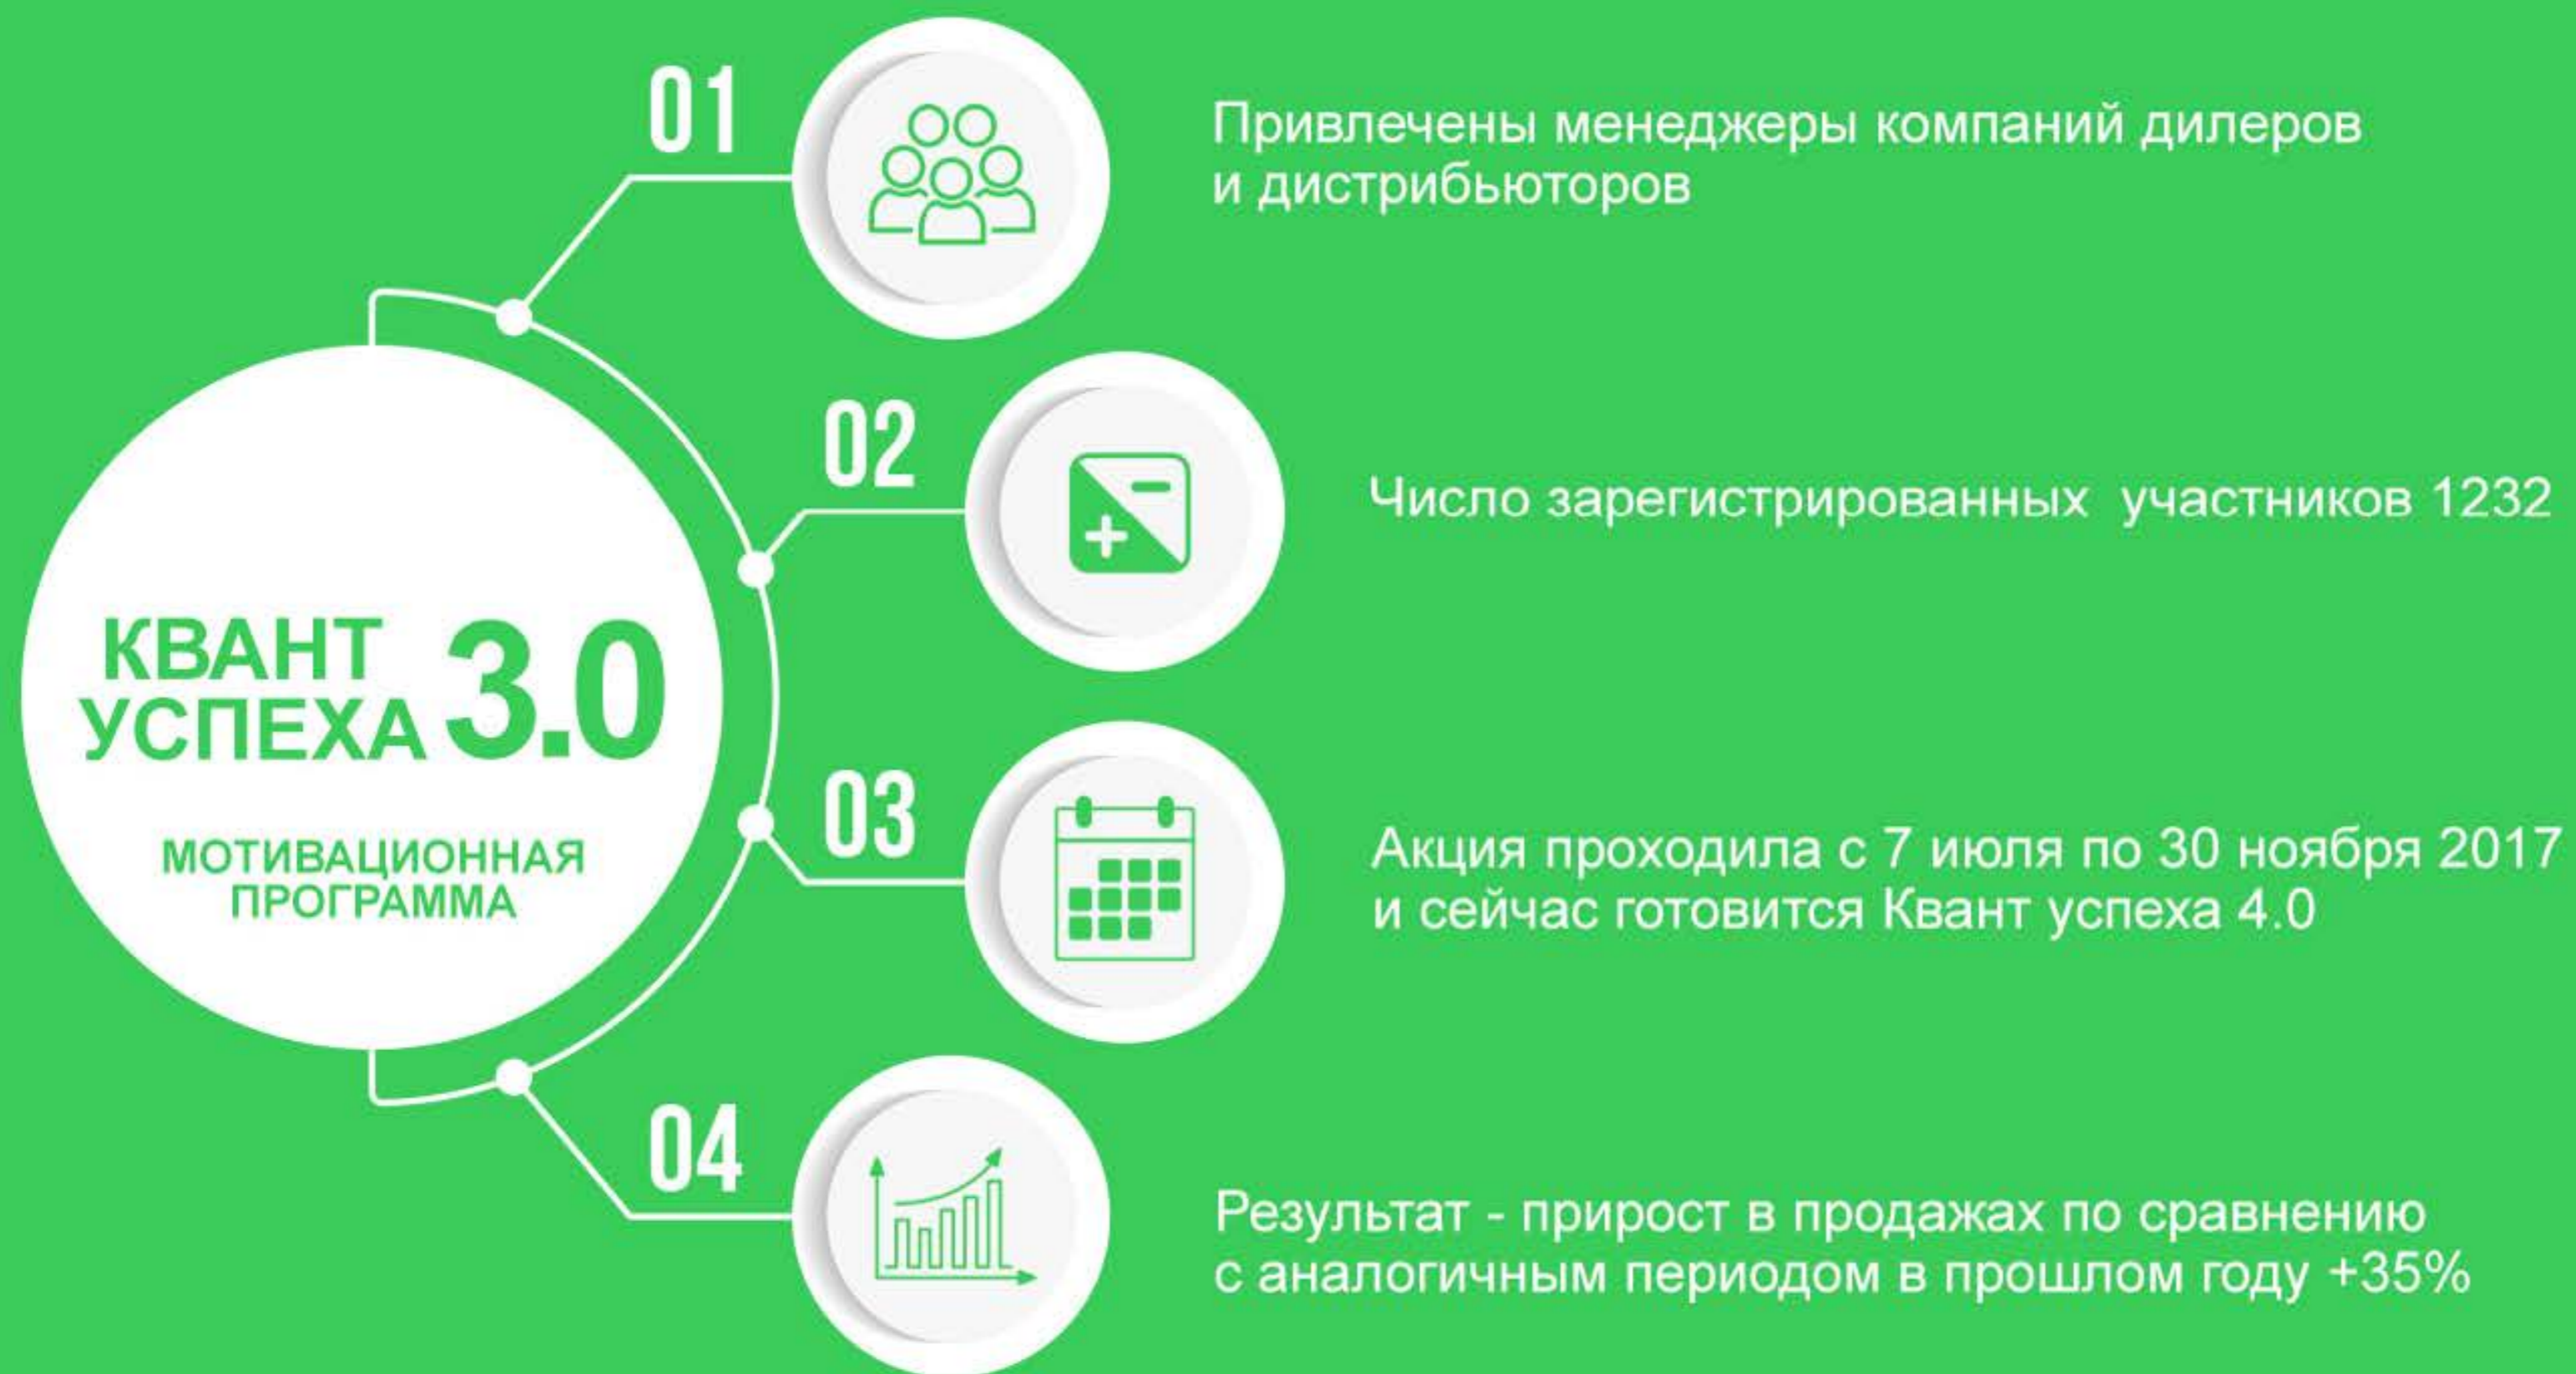 КВАНТ
УСПЕХА 3.0
МОТИВАЦИОННАЯ
ПРОГРАММА
01
Привлечены менеджеры компаний дилеров
и дистрибьюторов
02
Число зарегистрированных участников 1232
03
Акция проходила с 7 июля по 30 ноября 2017
и сейчас готовится Квант успеха 4.0
04
Результат - прирост в продажах по сравнению
с аналогичным периодом в прошлом году +35%